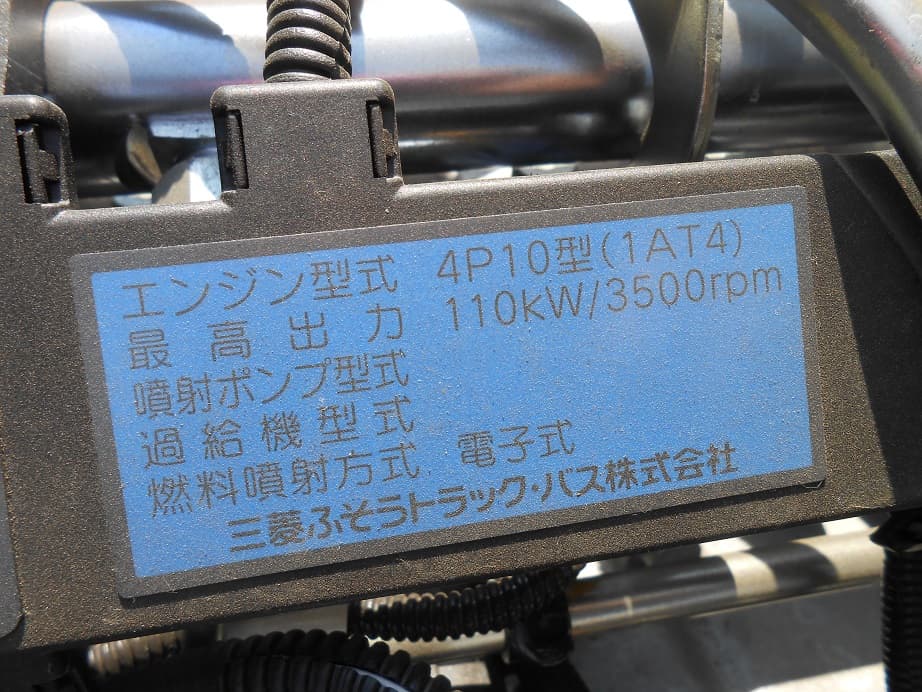 エンジン型式 4P10型(1AT4)
最高出力 110kW/3500rpm
噴射ポンプ型式
過給機型式
燃料噴射方式 電子式
三菱ふそうトラック・バス株式会社